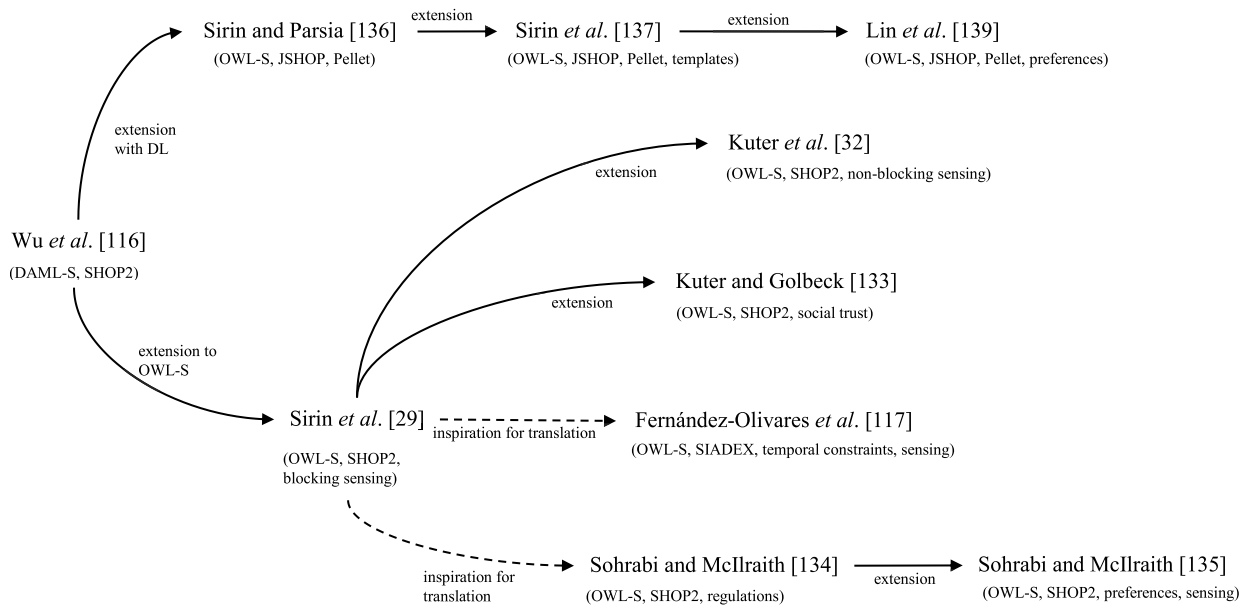 Sirin and Parsia [136]
(OWL-S, JSHOP, Pellet)
extension
Sirin et al. [137]
(OWL-S, JSHOP, Pellet, templates)
extension
Lin et al. [139]
(OWL-S, JSHOP, Pellet, preferences)
extension
with DL
Kuter et al. [32]
(OWL-S, SHOP2, non-blocking sensing)
extension
Wu et al. [116]
(DAML-S, SHOP2)
Kuter and Golbeck [133]
(OWL-S, SHOP2, social trust)
extension
extension to
OWL-S
Sirin et al. [29]
(OWL-S, SHOP2,
blocking sensing)
inspiration for translation
Fernández-Olivares et al. [117]
(OWL-S, SIADEX, temporal constraints, sensing)
inspiration for
translation
Sohrabi and McIlraith [134]
(OWL-S, SHOP2, regulations)
extension
Sohrabi and McIlraith [135]
(OWL-S, SHOP2, preferences, sensing)